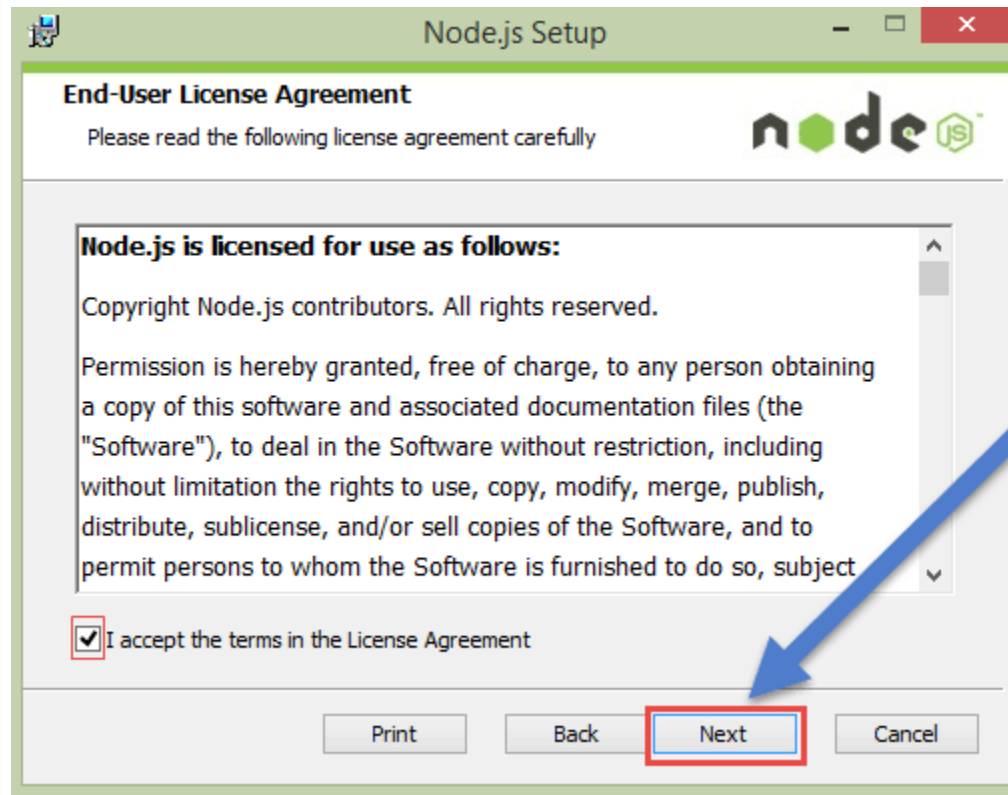 Node.js Setup
End-User License Agreement
Please read the following license agreement carefully
node JS
Node.js is licensed for use as follows:
Copyright Node.js contributors. All rights reserved.
Permission is hereby granted, free of charge, to any person obtaining
a copy of this software and associated documentation files (the
"Software"), to deal in the Software without restriction, including
without limitation the rights to use, copy, modify, merge, publish,
distribute, sublicense, and/or sell copies of the Software, and to
permit persons to whom the Software is furnished to do so, subject
I accept the terms in the License Agreement
Print Back Next Cancel